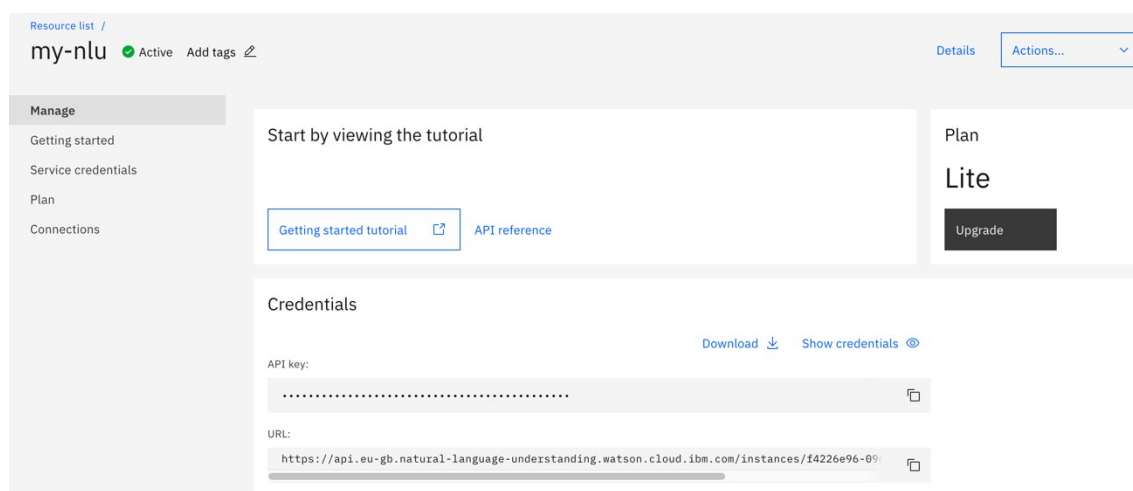 Resource list /
my-nlu Active Add tags
Details Actions...
Manage
Getting started
Service credentials
Plan
Connections
Start by viewing the tutorial
Getting started tutorial API reference
Plan
Lite
Upgrade
Credentials
Download Show credentials
API key:
............................................
URL:
https://api.eu-gb.natural-language-understanding.watson.cloud.ibm.com/instances/f4226e96-09